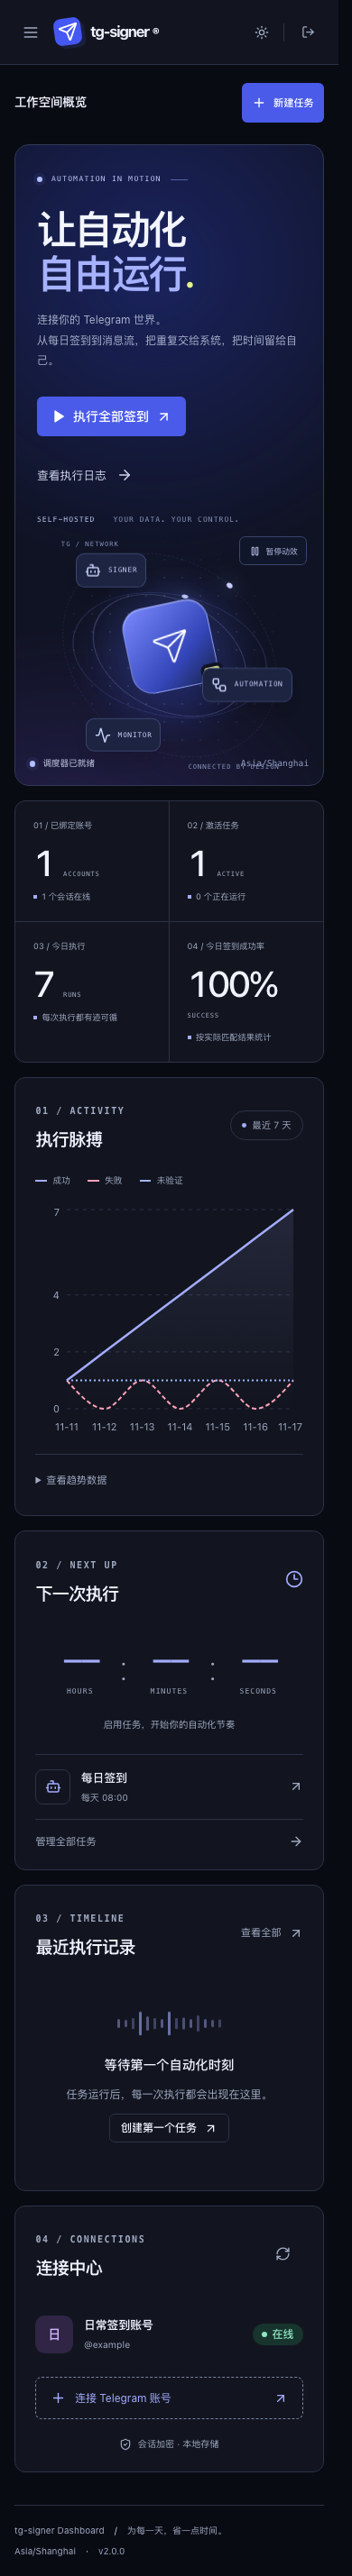 tg-signer ®
工作空间概览
新建任务
AUTOMATION IN MOTION
让自动化
自由运行.
连接你的 Telegram 世界。
从每日签到到消息流，把重复交给系统，把时间留给自
己。
执行全部签到
查看执行日志
SELF-HOSTED YOUR DATA. YOUR CONTROL.
TG / NETWORK
暂停动效
SIGNER
AUTOMATION
MONITOR
调度器已就绪
CONNECTED BY DESIGN
Asia/Shanghai
01 / 已绑定账号
1 ACCOUNTS
1 个会话在线
02 / 激活任务
1 ACTIVE
0 个正在运行
03 / 今日执行
7 RUNS
每次执行都有迹可循
04 / 今日签到成功率
100%
SUCCESS
按实际匹配结果统计
01 / ACTIVITY
执行脉搏
最近 7 天
成功 失败 未验证
7
4
2
0
11-11 11-12 11-13 11-14 11-15 11-16 11-17
查看趋势数据
02 / NEXT UP
下一次执行
—— : —— : ——
HOURS MINUTES SECONDS
启用任务，开始你的自动化节奏
每日签到
每天 08:00
管理全部任务
03 / TIMELINE
最近执行记录
查看全部
等待第一个自动化时刻
任务运行后，每一次执行都会出现在这里。
创建第一个任务
04 / CONNECTIONS
连接中心
日
日常签到账号
@example
在线
连接 Telegram 账号
会话加密 · 本地存储
tg-signer Dashboard / 为每一天，省一点时间。
Asia/Shanghai · v2.0.0